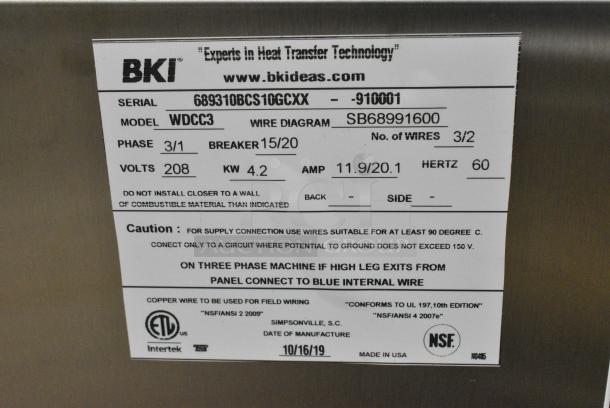 BKI "Experts in Heat Transfer Technology"
www.bkideas.com
SERIAL 689310BCS10GCXX - -910001
MODEL WDCC3 WIRE DIAGRAM SB68991600
PHASE 3/1 BREAKER 15/20 No. of WIRES 3/2
VOLTS 208 KW 4.2 AMP 11.9/20.1 HERTZ 60
DO NOT INSTALL CLOSER TO A WALL
OF COMBUSTIBLE MATERIAL THAN INDICATED BACK - SIDE -
Caution : FOR SUPPLY CONNECTION USE WIRES SUITABLE FOR AT LEAST 90 DEGREE C.
CONECT ONLY TO A CIRCUIT WHERE POTENTIAL TO GROUND DOES NOT EXCEED 150 V.
ON THREE PHASE MACHINE IF HIGH LEG EXITS FROM
PANEL CONNECT TO BLUE INTERNAL WIRE
COPPER WIRE TO BE USED FOR FIELD WIRING "CONFORMS TO UL 197,10th EDITION"
"NSF/ANSI 2 2009" "NSF/ANSI 4 2007e"
SIMPSONVILLE, S.C.
DATE OF MANUFACTURE
10/16/19 MADE IN USA
ETL US
Intertek
NSF
N0405